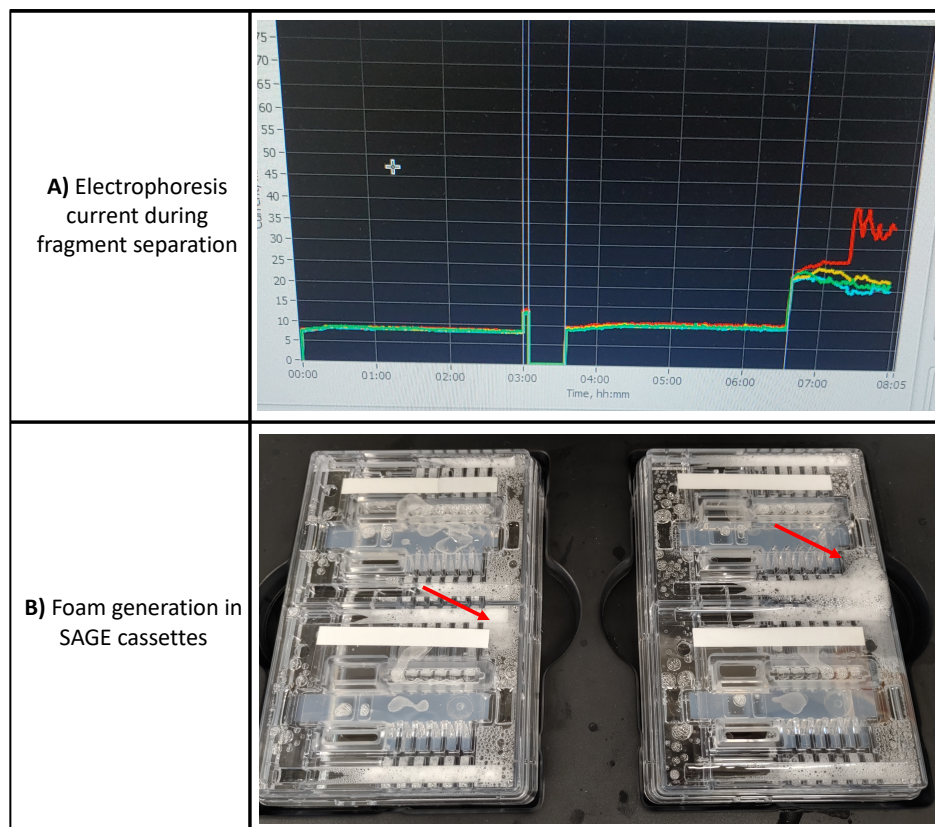 A) Electrophoresis
current during
fragment separation
75
70
65
60
55
50
45
40
35
30
25
20
15
10
5
0
00:00 01:00 02:00 03:00 04:00 05:00 06:00 07:00 08:05
Time, hh:mm
B) Foam generation in
SAGE cassettes